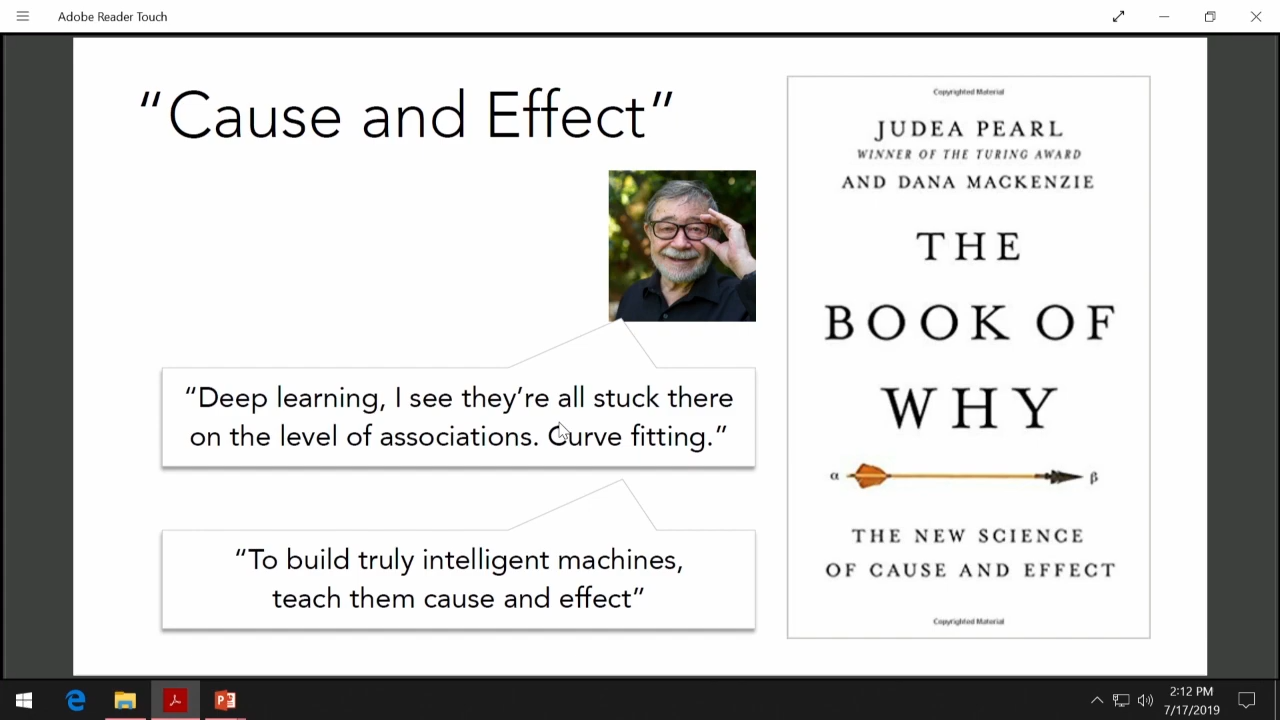 Adobe Reader Touch
“Cause and Effect”
“Deep learning, I see they’re all stuck there
on the level of associations. Curve fitting.”
“To build truly intelligent machines,
teach them cause and effect”
Copyrighted Material
JUDEA PEARL
WINNER OF THE TURING AWARD
AND DANA MACKENZIE
THE
BOOK OF
WHY
α β
THE NEW SCIENCE
OF CAUSE AND EFFECT
Copyrighted Material
2:12 PM
7/17/2019